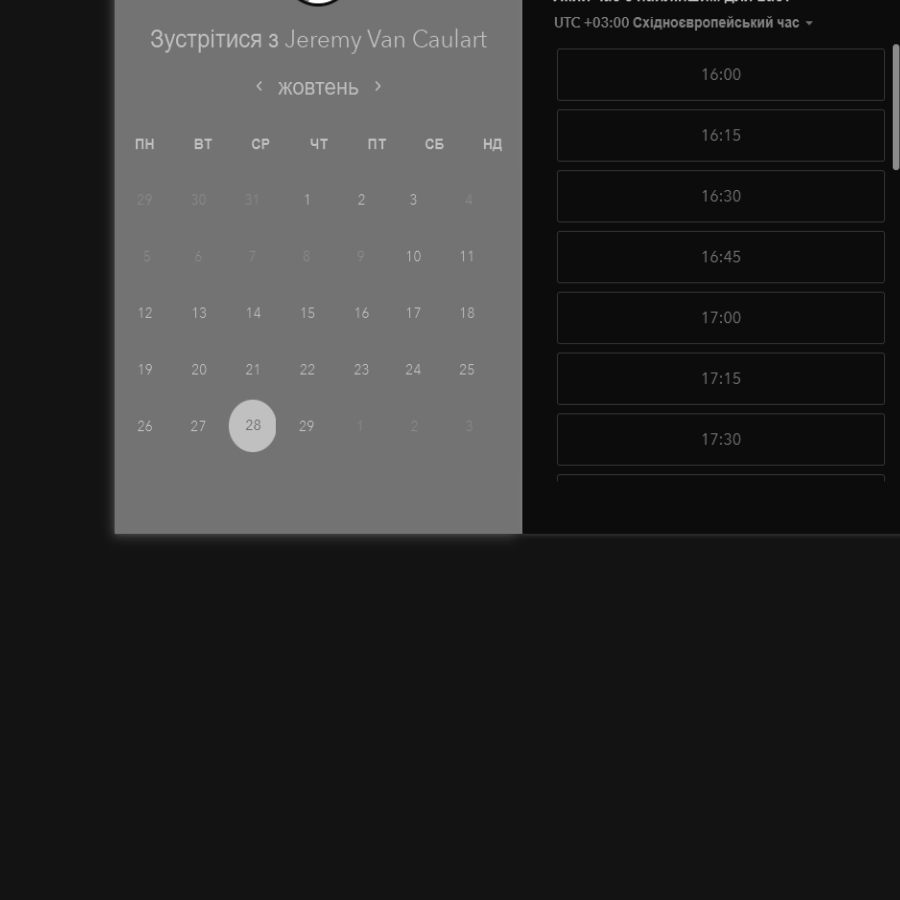 Зустрітися з Jeremy Van Caulart
‹ жовтень ›
ПН ВТ СР ЧТ ПТ СБ НД
29 30 31 1 2 3 4
5 6 7 8 9 10 11
12 13 14 15 16 17 18
19 20 21 22 23 24 25
26 27 28 29 1 2 3
UTC +03:00 Східноєвропейський час
16:00
16:15
16:30
16:45
17:00
17:15
17:30